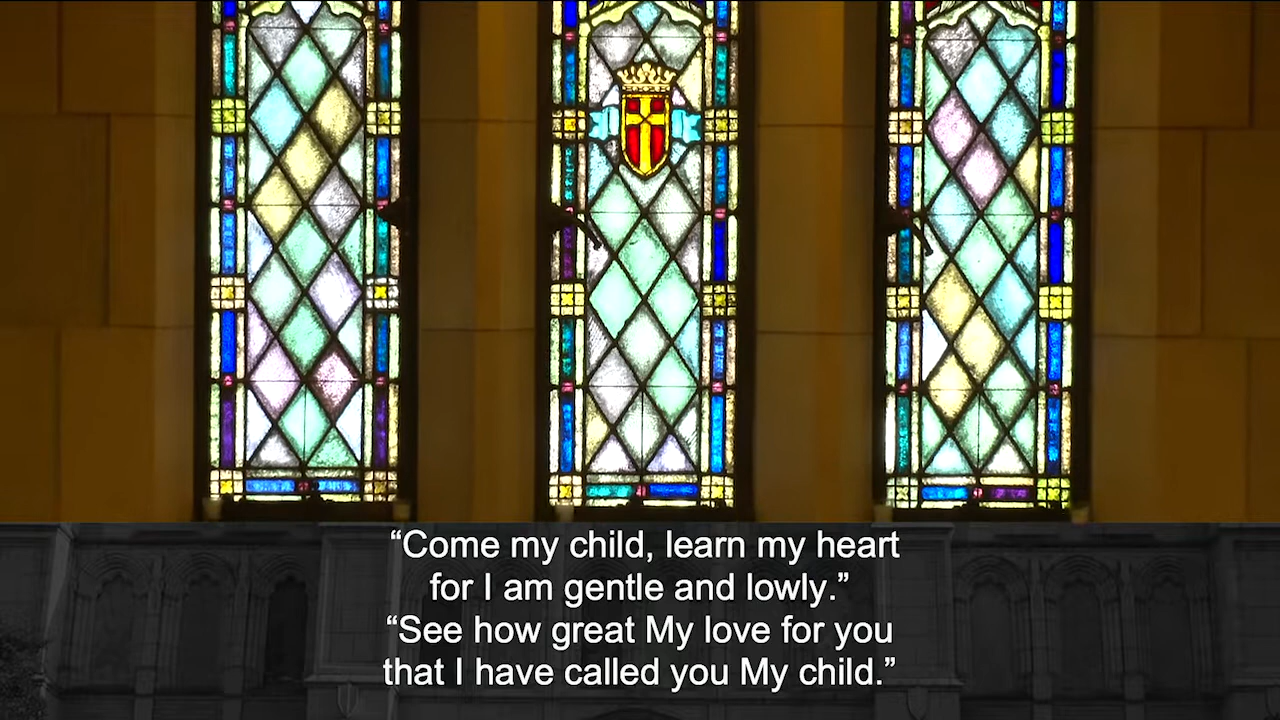 “Come my child, learn my heart
for I am gentle and lowly.”
“See how great My love for you
that I have called you My child.”